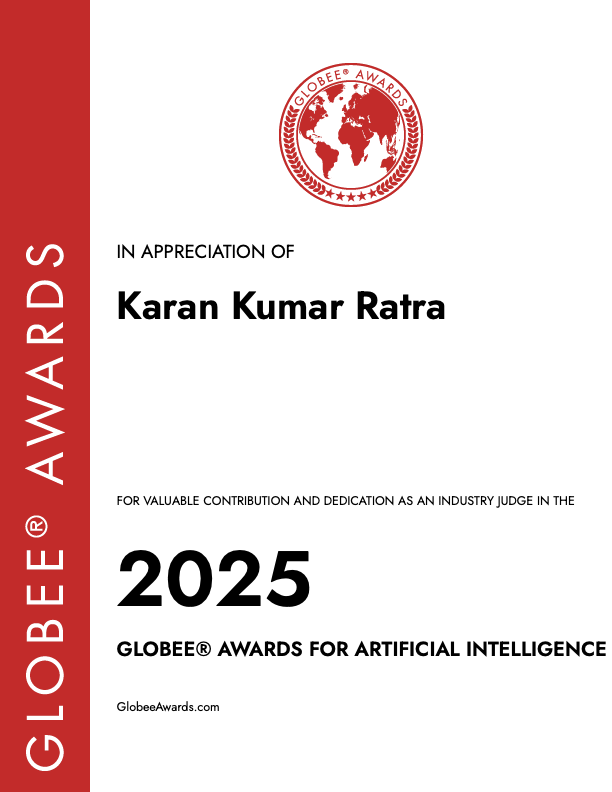 GLOBEE® AWARDS
GLOBEE® AWARDS
IN APPRECIATION OF
Karan Kumar Ratra
FOR VALUABLE CONTRIBUTION AND DEDICATION AS AN INDUSTRY JUDGE IN THE
2025
GLOBEE® AWARDS FOR ARTIFICIAL INTELLIGENCE
GlobeeAwards.com